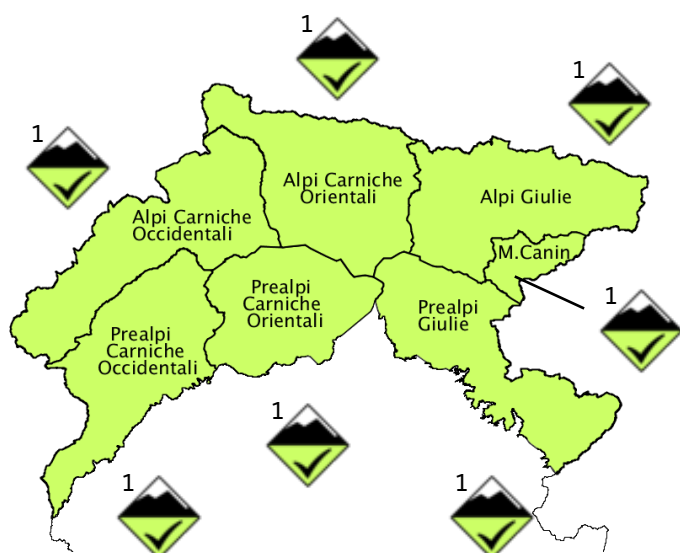 1
1
1
Alpi Carniche
Orientali
Alpi Giulie
Alpi Carniche
Occidentali
M.Canin
Prealpi
Carniche
Orientali
1
Prealpi
Giulie
Prealpi
Carniche
Occidentali
1
1
1